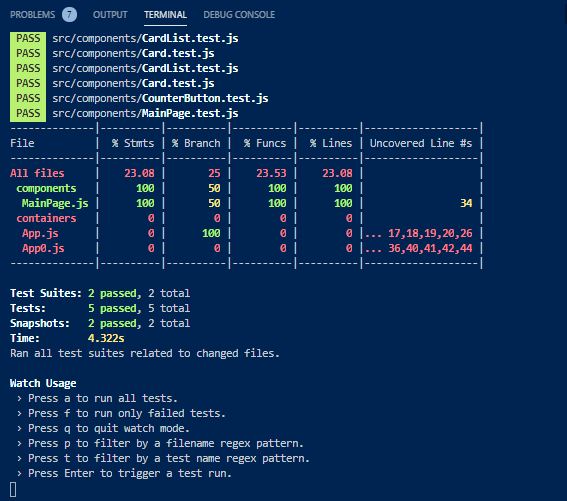 PROBLEMS 7 OUTPUT TERMINAL DEBUG CONSOLE
PASS src/components/CardList.test.js
PASS src/components/Card.test.js
PASS src/components/CardList.test.js
PASS src/components/Card.test.js
PASS src/components/CounterButton.test.js
PASS src/components/MainPage.test.js
--------------|----------|----------|----------|----------|-------------------|
File | % Stmts | % Branch | % Funcs | % Lines | Uncovered Line #s |
--------------|----------|----------|----------|----------|-------------------|
All files | 23.08 | 25 | 23.53 | 23.08 | |
components | 100 | 50 | 100 | 100 | |
MainPage.js | 100 | 50 | 100 | 100 | 34 |
containers | 0 | 0 | 0 | 0 | |
App.js | 0 | 100 | 0 | 0 |... 17,18,19,20,26 |
App0.js | 0 | 0 | 0 | 0 |... 36,40,41,42,44 |
--------------|----------|----------|----------|----------|-------------------|
Test Suites: 2 passed, 2 total
Tests: 5 passed, 5 total
Snapshots: 2 passed, 2 total
Time: 4.322s
Ran all test suites related to changed files.
Watch Usage
› Press a to run all tests.
› Press f to run only failed tests.
› Press q to quit watch mode.
› Press p to filter by a filename regex pattern.
› Press t to filter by a test name regex pattern.
› Press Enter to trigger a test run.